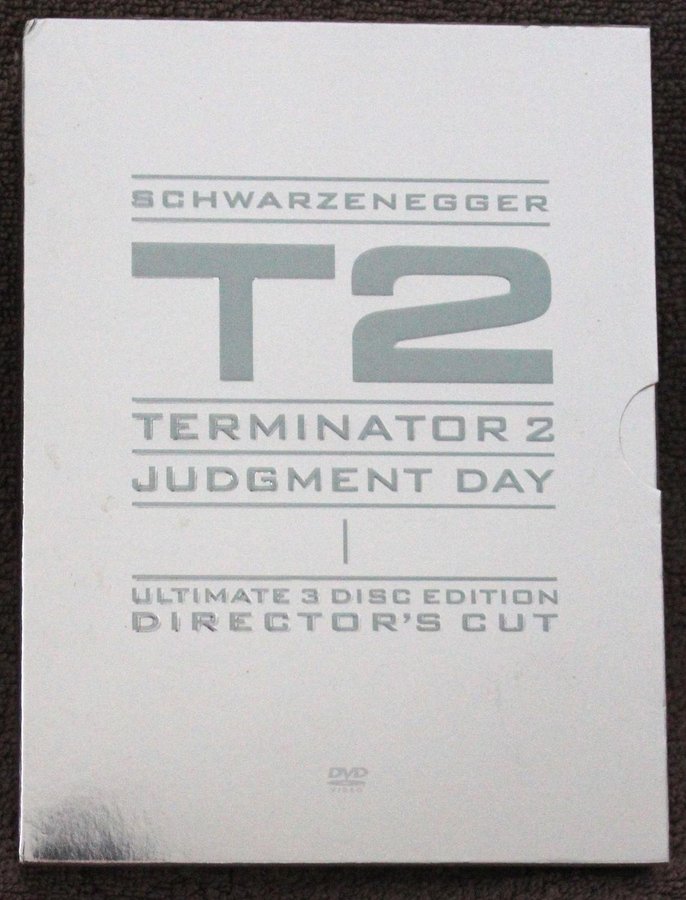 SCHWARZENEGGER
T2
TERMINATOR 2
JUDGMENT DAY
ULTIMATE 3 DISC EDITION
DIRECTOR'S CUT
DVD
VIDEO